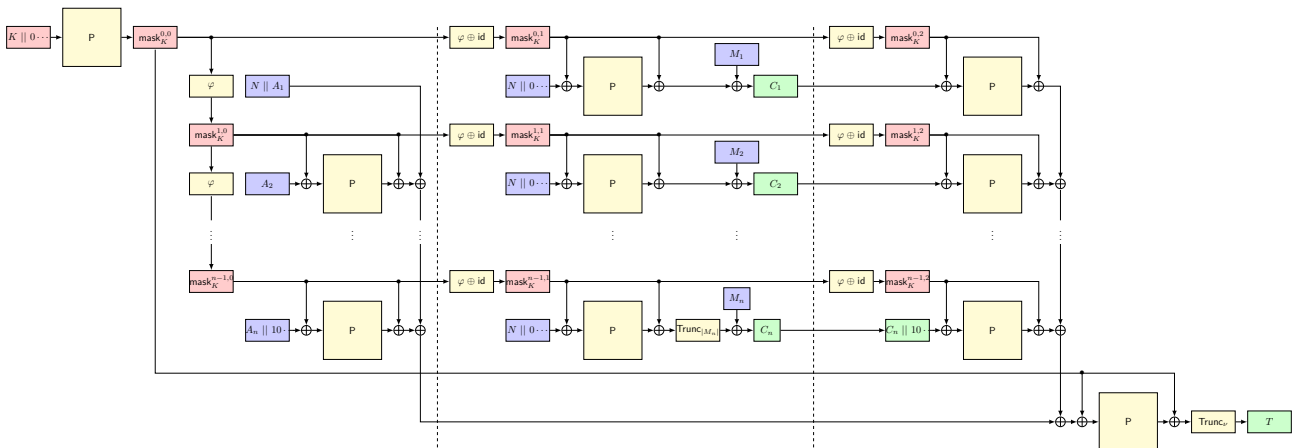 K || 0··· P mask_K^{0,0} φ ⊕ id mask_K^{0,1} φ ⊕ id mask_K^{0,2}
M_1
φ N || A_1 N || 0··· P C_1 P
mask_K^{1,0} φ ⊕ id mask_K^{1,1} φ ⊕ id mask_K^{1,2}
M_2
φ A_2 P N || 0··· P C_2 P
⋮ ⋮ ⋮ ⋮ ⋮ ⋮ ⋮
mask_K^{n-1,0} φ ⊕ id mask_K^{n-1,1} φ ⊕ id mask_K^{n-1,2}
M_n
A_n || 10· P N || 0··· P Trunc_{|M_n|} C_n C_n || 10· P
P Trunc_ν T